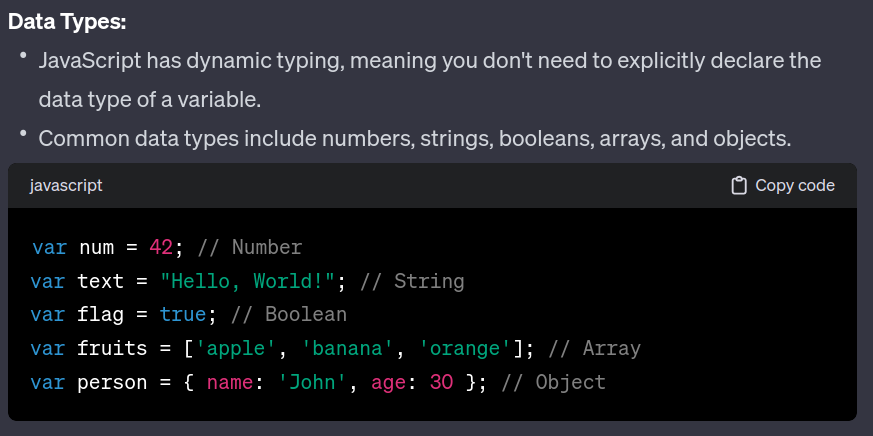 Data Types:
• JavaScript has dynamic typing, meaning you don't need to explicitly declare the
data type of a variable.
• Common data types include numbers, strings, booleans, arrays, and objects.
javascript Copy code
var num = 42; // Number
var text = "Hello, World!"; // String
var flag = true; // Boolean
var fruits = ['apple', 'banana', 'orange']; // Array
var person = { name: 'John', age: 30 }; // Object